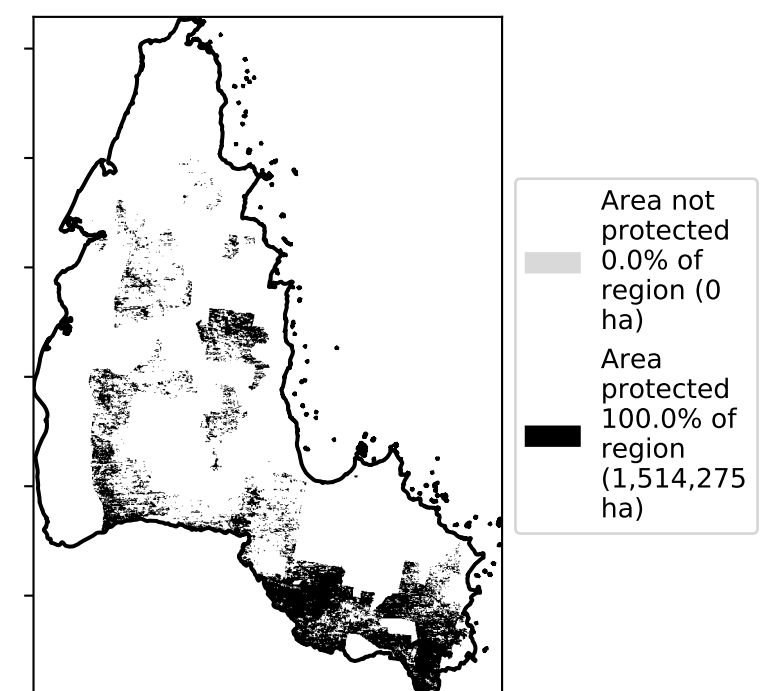 Area not
protected
0.0% of
region (0
ha)
Area
protected
100.0% of
region
(1,514,275
ha)